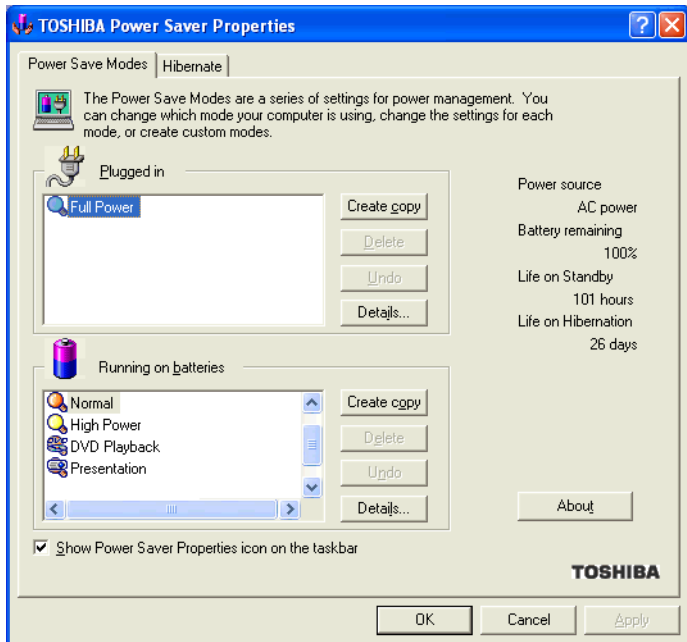 TOSHIBA Power Saver Properties
Power Save Modes
Hibernate
The Power Save Modes are a series of settings for power management. You
can change which mode your computer is using, change the settings for each
mode, or create custom modes.
Plugged in
Full Power
Create copy
Delete
Undo
Details...
Power source
AC power
Battery remaining
100%
Life on Standby
101 hours
Life on Hibernation
26 days
Running on batteries
Normal
High Power
DVD Playback
Presentation
Create copy
Delete
Undo
Details...
About
Show Power Saver Properties icon on the taskbar
TOSHIBA
OK
Cancel
Apply